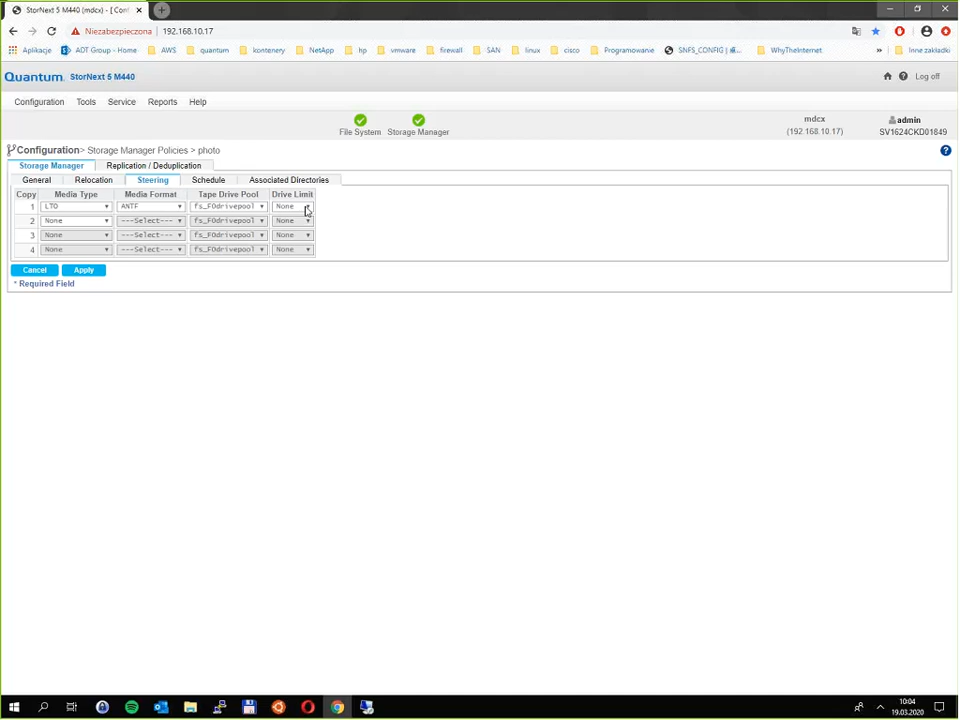 StorNext 5 M440 (mdcx) - [ Conf
Niezabezpieczona | 192.168.10.17
Aplikacje ADT Group - Home AWS quantum kontenery NetApp hp vmware firewall SAN linux cisco Programowanie SNFS_CONFIG | WhyTheInternet » Inne zakładki
Quantum. StorNext 5 M440 Log off
Configuration Tools Service Reports Help
File System Storage Manager
mdcx
(192.168.10.17)
admin
SV1624CKD01849
Configuration> Storage Manager Policies > photo
Storage Manager Replication / Deduplication
General Relocation Steering Schedule Associated Directories
Copy Media Type Media Format Tape Drive Pool Drive Limit
1 LTO ANTF fs_F0drivepool None
2 None ---Select--- fs_F0drivepool None
3 None ---Select--- fs_F0drivepool None
4 None ---Select--- fs_F0drivepool None
Cancel Apply
* Required Field
10:04
19.03.2020